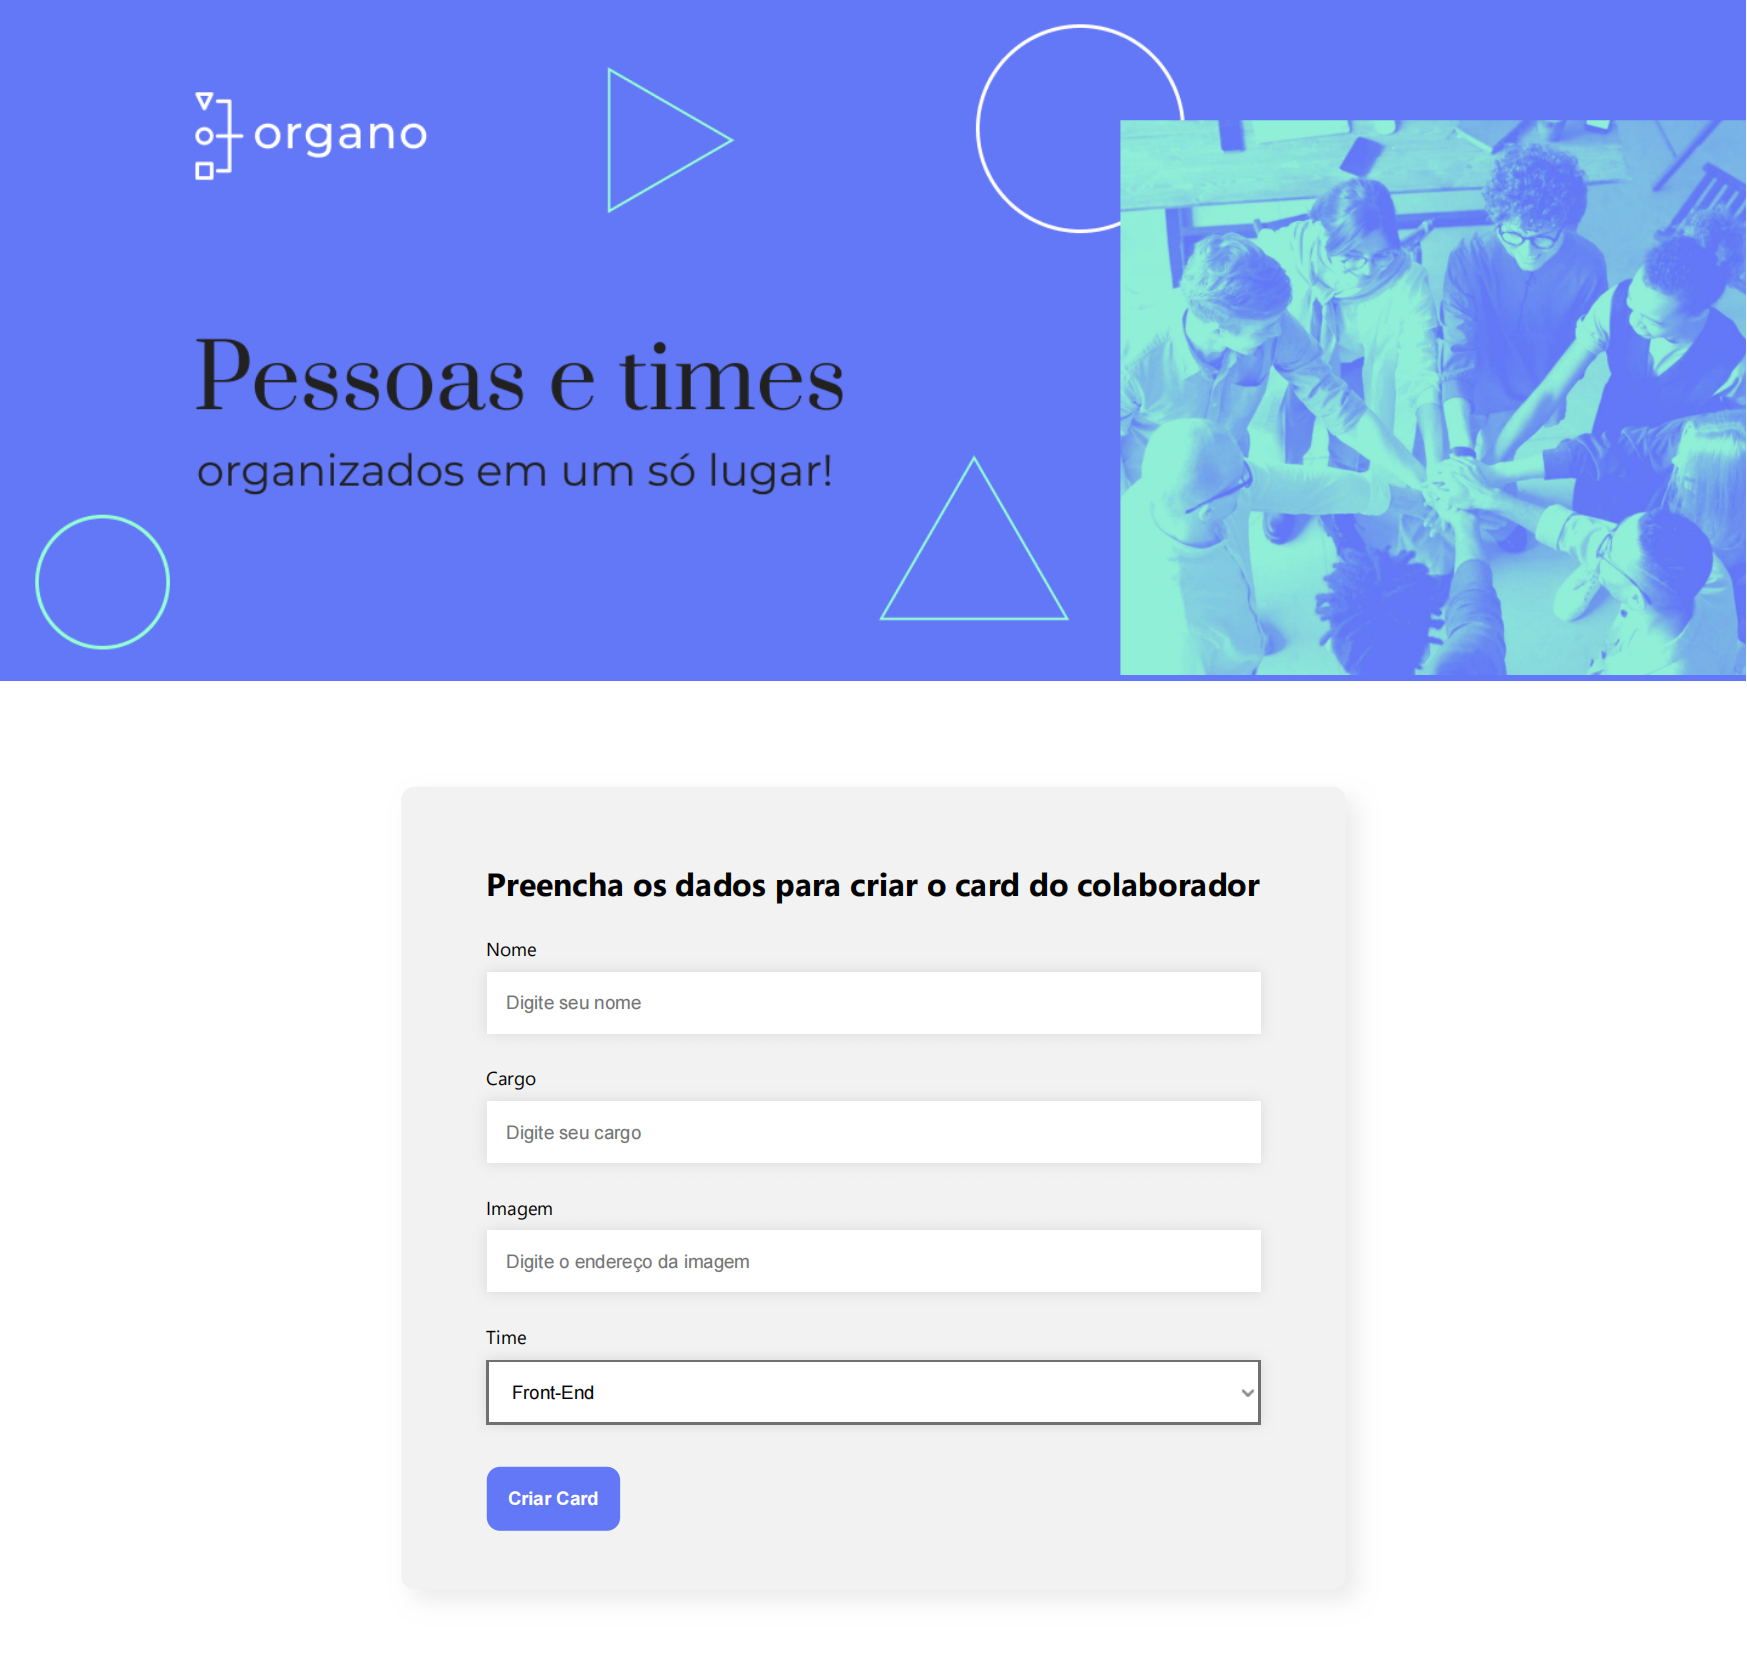 organo
Pessoas e times
organizados em um só lugar!
Preencha os dados para criar o card do colaborador
Nome
Digite seu nome
Cargo
Digite seu cargo
Imagem
Digite o endereço da imagem
Time
Front-End
Criar Card